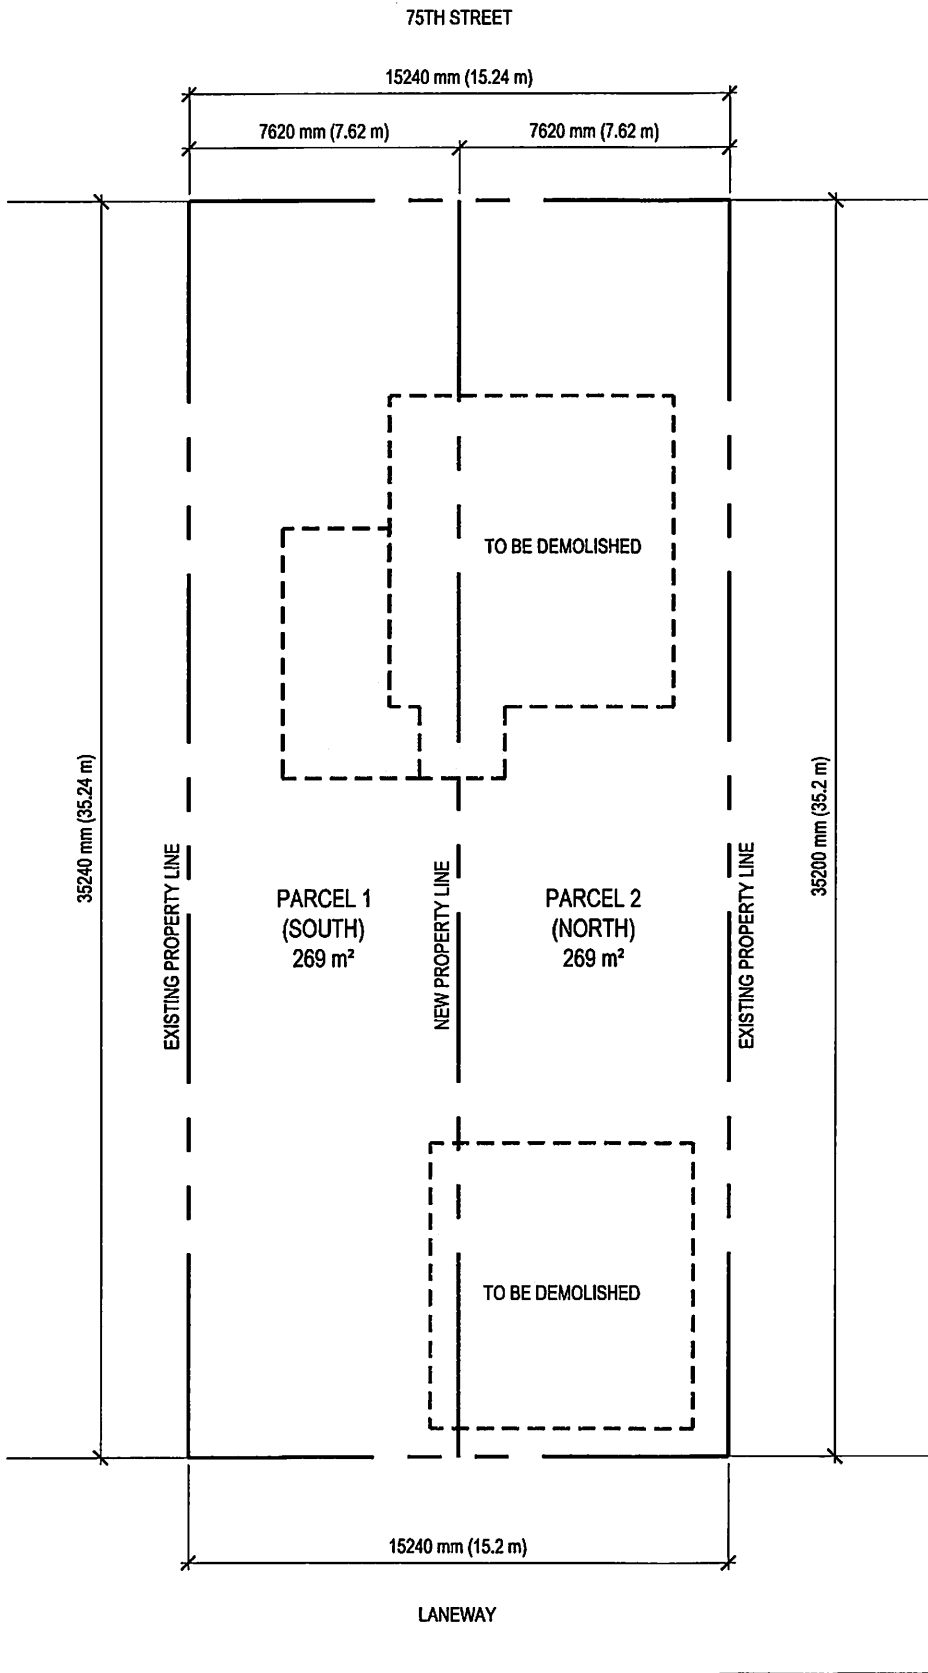 75TH STREET
15240 mm (15.24 m)
7620 mm (7.62 m)
7620 mm (7.62 m)
TO BE DEMOLISHED
35240 mm (35.24 m)
35200 mm (35.2 m)
EXISTING PROPERTY LINE
PARCEL 1
(SOUTH)
269 m²
NEW PROPERTY LINE
PARCEL 2
(NORTH)
269 m²
EXISTING PROPERTY LINE
TO BE DEMOLISHED
15240 mm (15.2 m)
LANEWAY